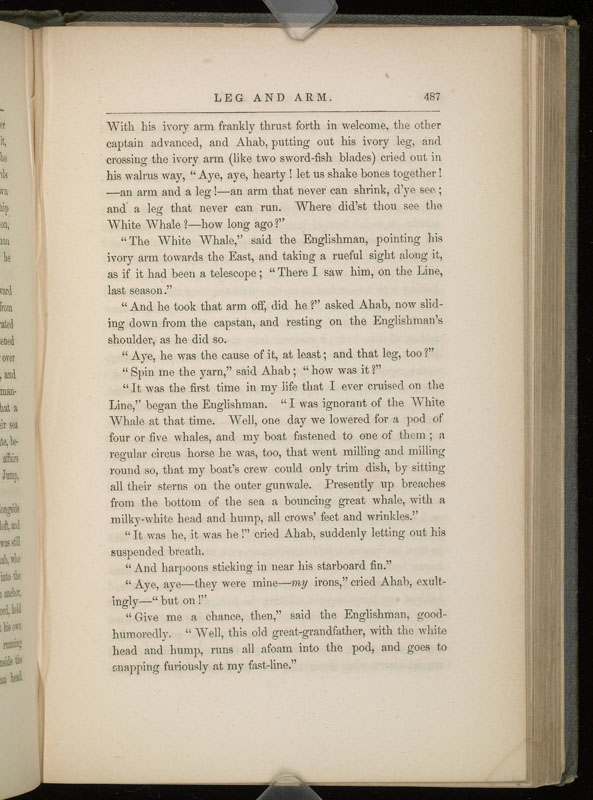 LEG AND ARM. 487
With his ivory arm frankly thrust forth in welcome, the other
captain advanced, and Ahab, putting out his ivory leg, and
crossing the ivory arm (like two sword-fish blades) cried out in
his walrus way, “Aye, aye, hearty! let us shake bones together!
—an arm and a leg!—an arm that never can shrink, d'ye see;
and a leg that never can run. Where did'st thou see the
White Whale?—how long ago?”
“The White Whale,” said the Englishman, pointing his
ivory arm towards the East, and taking a rueful sight along it,
as if it had been a telescope; “There I saw him, on the Line,
last season.”
“And he took that arm off, did he?” asked Ahab, now slid-
ing down from the capstan, and resting on the Englishman's
shoulder, as he did so.
“Aye, he was the cause of it, at least; and that leg, too?”
“Spin me the yarn,” said Ahab; “how was it?”
“It was the first time in my life that I ever cruised on the
Line,” began the Englishman. “I was ignorant of the White
Whale at that time. Well, one day we lowered for a pod of
four or five whales, and my boat fastened to one of them; a
regular circus horse he was, too, that went milling and milling
round so, that my boat's crew could only trim dish, by sitting
all their sterns on the outer gunwale. Presently up breaches
from the bottom of the sea a bouncing great whale, with a
milky-white head and hump, all crows' feet and wrinkles.”
“It was he, it was he!” cried Ahab, suddenly letting out his
suspended breath.
“And harpoons sticking in near his starboard fin.”
“Aye, aye—they were mine—my irons,” cried Ahab, exult-
ingly—“but on!”
“Give me a chance, then,” said the Englishman, good-
humoredly. “Well, this old great-grandfather, with the white
head and hump, runs all afoam into the pod, and goes to
snapping furiously at my fast-line.”